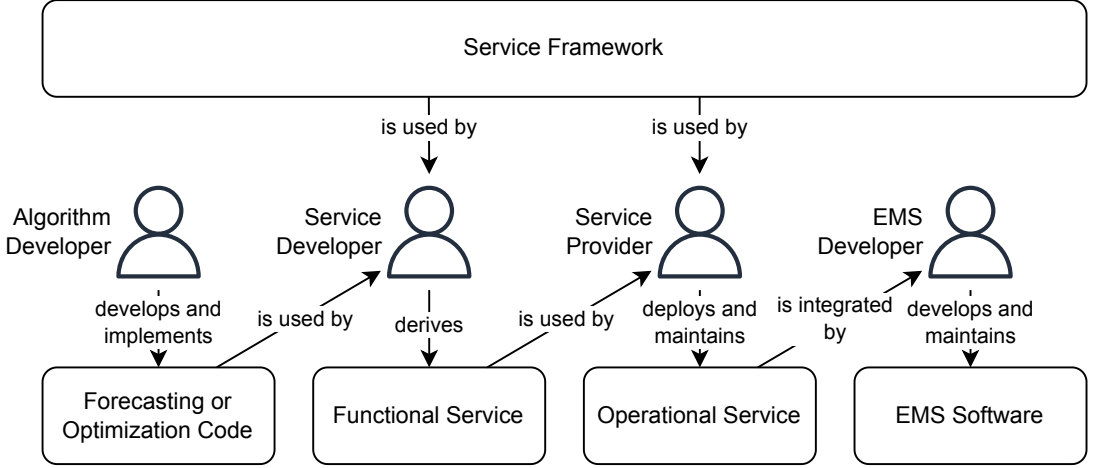 Service Framework
is used by
is used by
Algorithm
Developer
Service
Developer
Service
Provider
EMS
Developer
develops and
implements
is used by
derives
is used by
deploys and
maintains
is integrated
by
develops and
maintains
Forecasting or
Optimization Code
Functional Service
Operational Service
EMS Software